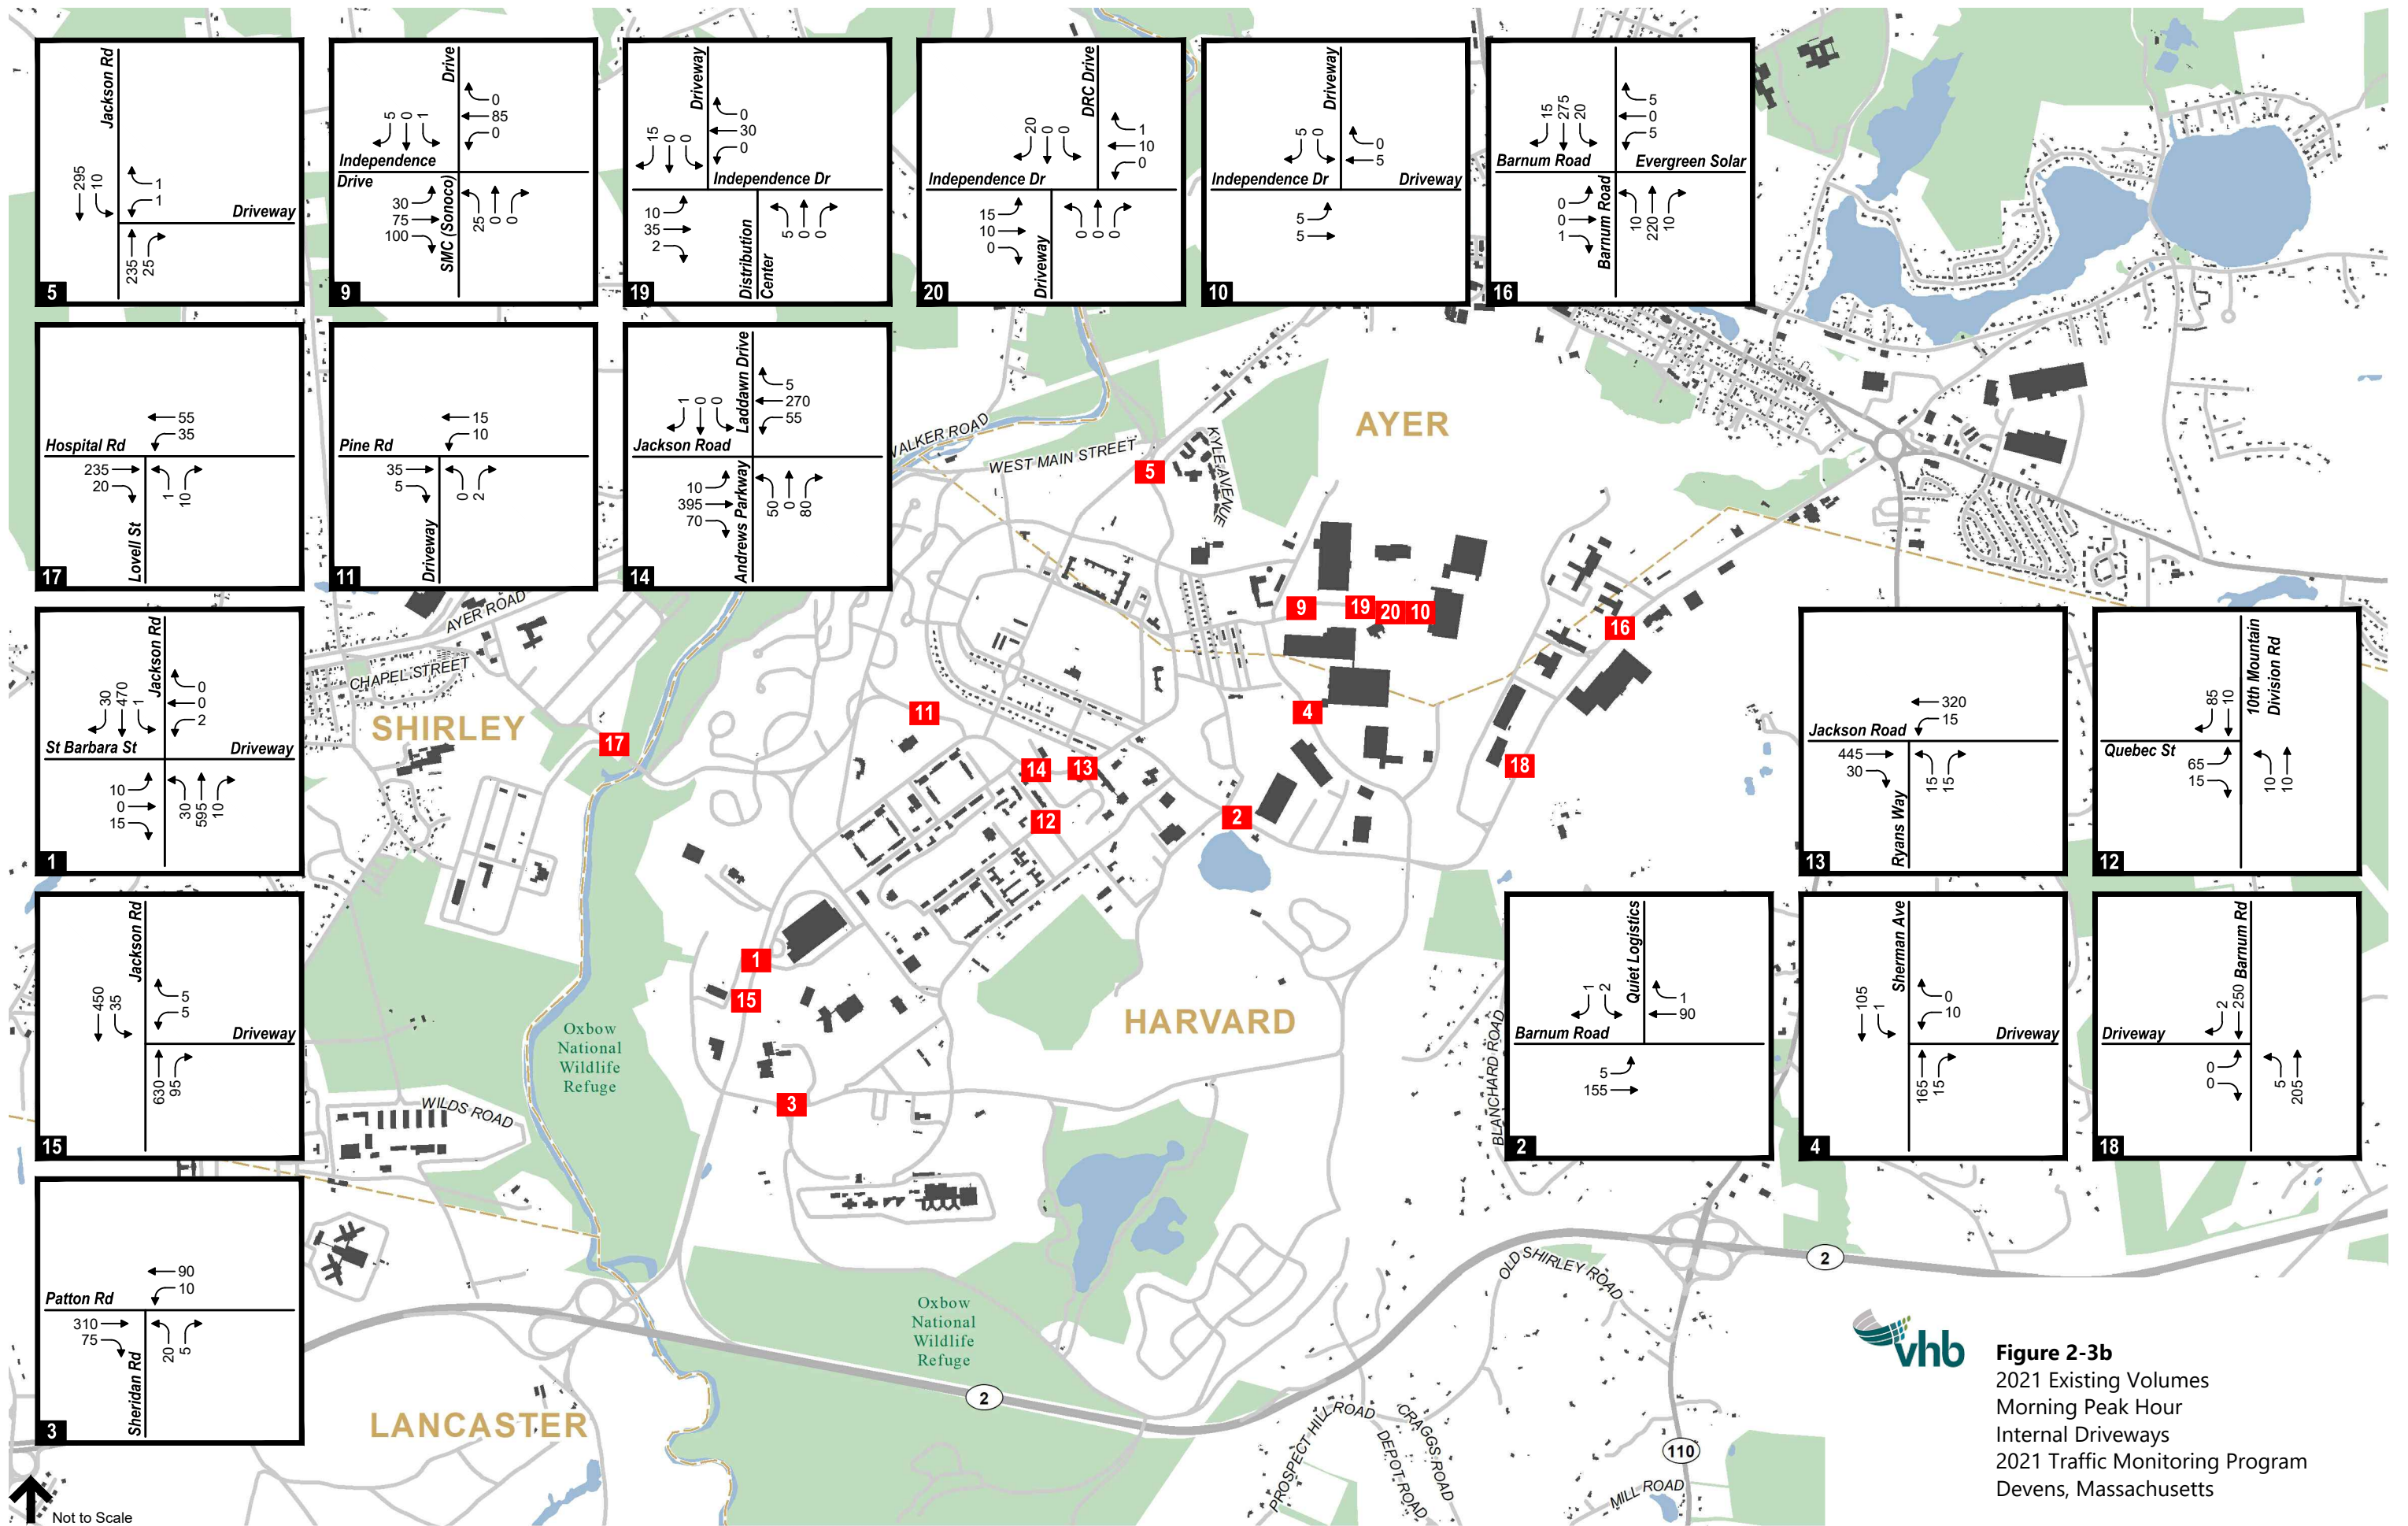 Jackson Rd
295
10
1
1
Driveway
235
25
5
Drive
5
0
1
0
85
0
Independence
Drive
30
75
100
SMC (Sonoco)
25
0
0
9
Driveway
15
0
0
0
30
0
Independence Dr
10
35
2
Distribution
Center
5
0
0
19
DRC Drive
20
0
0
1
10
0
Independence Dr
15
10
0
Driveway
0
0
0
20
Driveway
5
0
0
5
Independence Dr
Driveway
5
5
10
15
275
20
5
0
5
Barnum Road
Evergreen Solar
0
0
1
Barnum Road
10
220
10
16
55
35
Hospital Rd
235
20
1
10
Lovell St
17
15
10
Pine Rd
35
5
0
2
Driveway
11
Laddawn Drive
1
0
0
5
270
55
Jackson Road
10
395
70
Andrews Parkway
50
0
80
14
Jackson Rd
30
470
1
0
0
2
St Barbara St
Driveway
10
0
15
30
595
10
1
Jackson Rd
450
35
5
5
Driveway
630
95
15
90
10
Patton Rd
310
75
20
5
Sheridan Rd
3
320
15
Jackson Road
445
30
15
15
Ryans Way
13
10th Mountain
Division Rd
85
10
Quebec St
65
15
10
10
12
Quiet Logistics
1
2
1
90
Barnum Road
5
155
2
Sherman Ave
105
1
0
10
Driveway
165
15
4
Barnum Rd
2
250
Driveway
0
0
5
205
18
AYER
WALKER ROAD
WEST MAIN STREET
KYLE AVENUE
5
9
19
20
10
16
AYER ROAD
CHAPEL STREET
SHIRLEY
17
11
4
14
13
18
12
2
1
15
3
HARVARD
BLANCHARD ROAD
Oxbow
National
Wildlife
Refuge
WILDS ROAD
Oxbow
National
Wildlife
Refuge
OLD SHIRLEY ROAD
2
2
110
PROSPECT HILL ROAD
DEPOT ROAD
CRAGGS ROAD
MILL ROAD
LANCASTER
Not to Scale
vhb
Figure 2-3b
2021 Existing Volumes
Morning Peak Hour
Internal Driveways
2021 Traffic Monitoring Program
Devens, Massachusetts